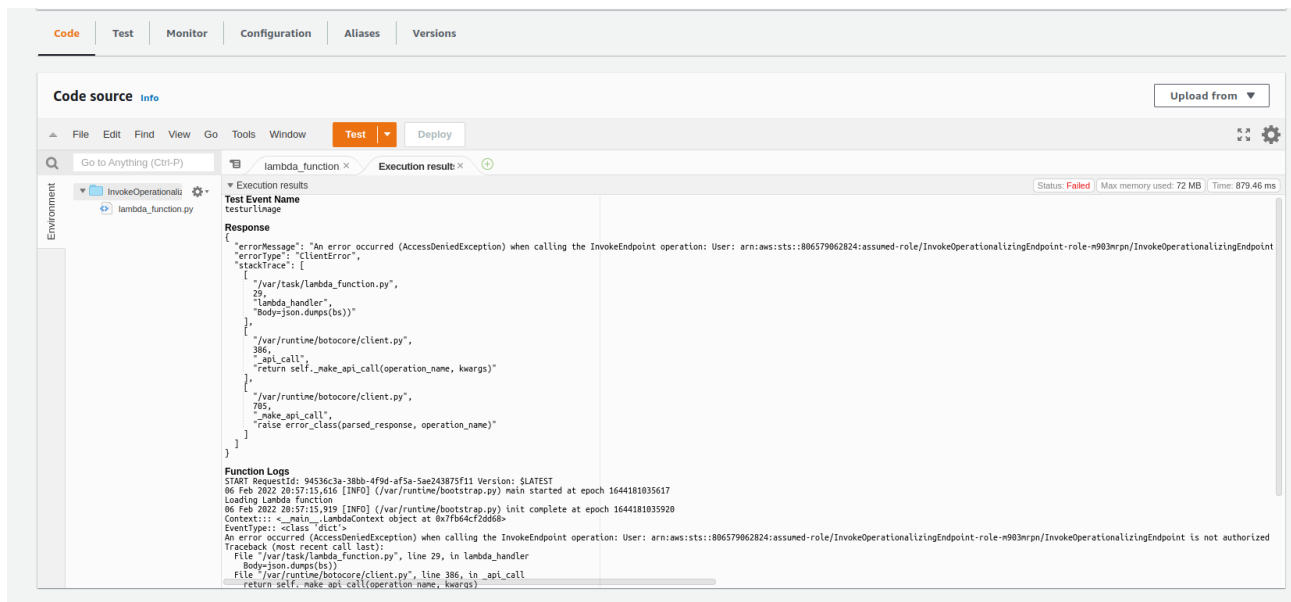 Code Test Monitor Configuration Aliases Versions
Code source Info
Upload from ▼
File Edit Find View Go Tools Window Test Deploy
Go to Anything (Ctrl-P)
lambda_function × Execution result: ×
Environment
InvokeOperationaliz
lambda_function.py
▼ Execution results
Status: Failed Max memory used: 72 MB Time: 879.46 ms
Test Event Name
testurlimage
Response
{
"errorMessage": "An error occurred (AccessDeniedException) when calling the InvokeEndpoint operation: User: arn:aws:sts::806579062824:assumed-role/InvokeOperationalizingEndpoint-role-m903mrpn/InvokeOperationalizingEndpoint
"errorType": "ClientError",
"stackTrace": [
[
"/var/task/lambda_function.py",
29,
"lambda_handler",
"Body=json.dumps(bs))"
],
[
"/var/runtime/botocore/client.py",
386,
"_api_call",
"return self._make_api_call(operation_name, kwargs)"
],
[
"/var/runtime/botocore/client.py",
705,
"_make_api_call",
"raise error_class(parsed_response, operation_name)"
]
]
}
Function Logs
START RequestId: 94536c3a-38bb-4f9d-af5a-5ae243875f11 Version: $LATEST
06 Feb 2022 20:57:15,616 [INFO] (/var/runtime/bootstrap.py) main started at epoch 1644181035617
Loading Lambda function
06 Feb 2022 20:57:15,919 [INFO] (/var/runtime/bootstrap.py) init complete at epoch 1644181035920
Context::: <__main__.LambdaContext object at 0x7fb64cf2dd68>
EventType:: <class 'dict'>
An error occurred (AccessDeniedException) when calling the InvokeEndpoint operation: User: arn:aws:sts::806579062824:assumed-role/InvokeOperationalizingEndpoint-role-m903mrpn/InvokeOperationalizingEndpoint is not authorized
Traceback (most recent call last):
File "/var/task/lambda_function.py", line 29, in lambda_handler
Body=json.dumps(bs))
File "/var/runtime/botocore/client.py", line 386, in _api_call
return self._make_api_call(operation_name, kwargs)